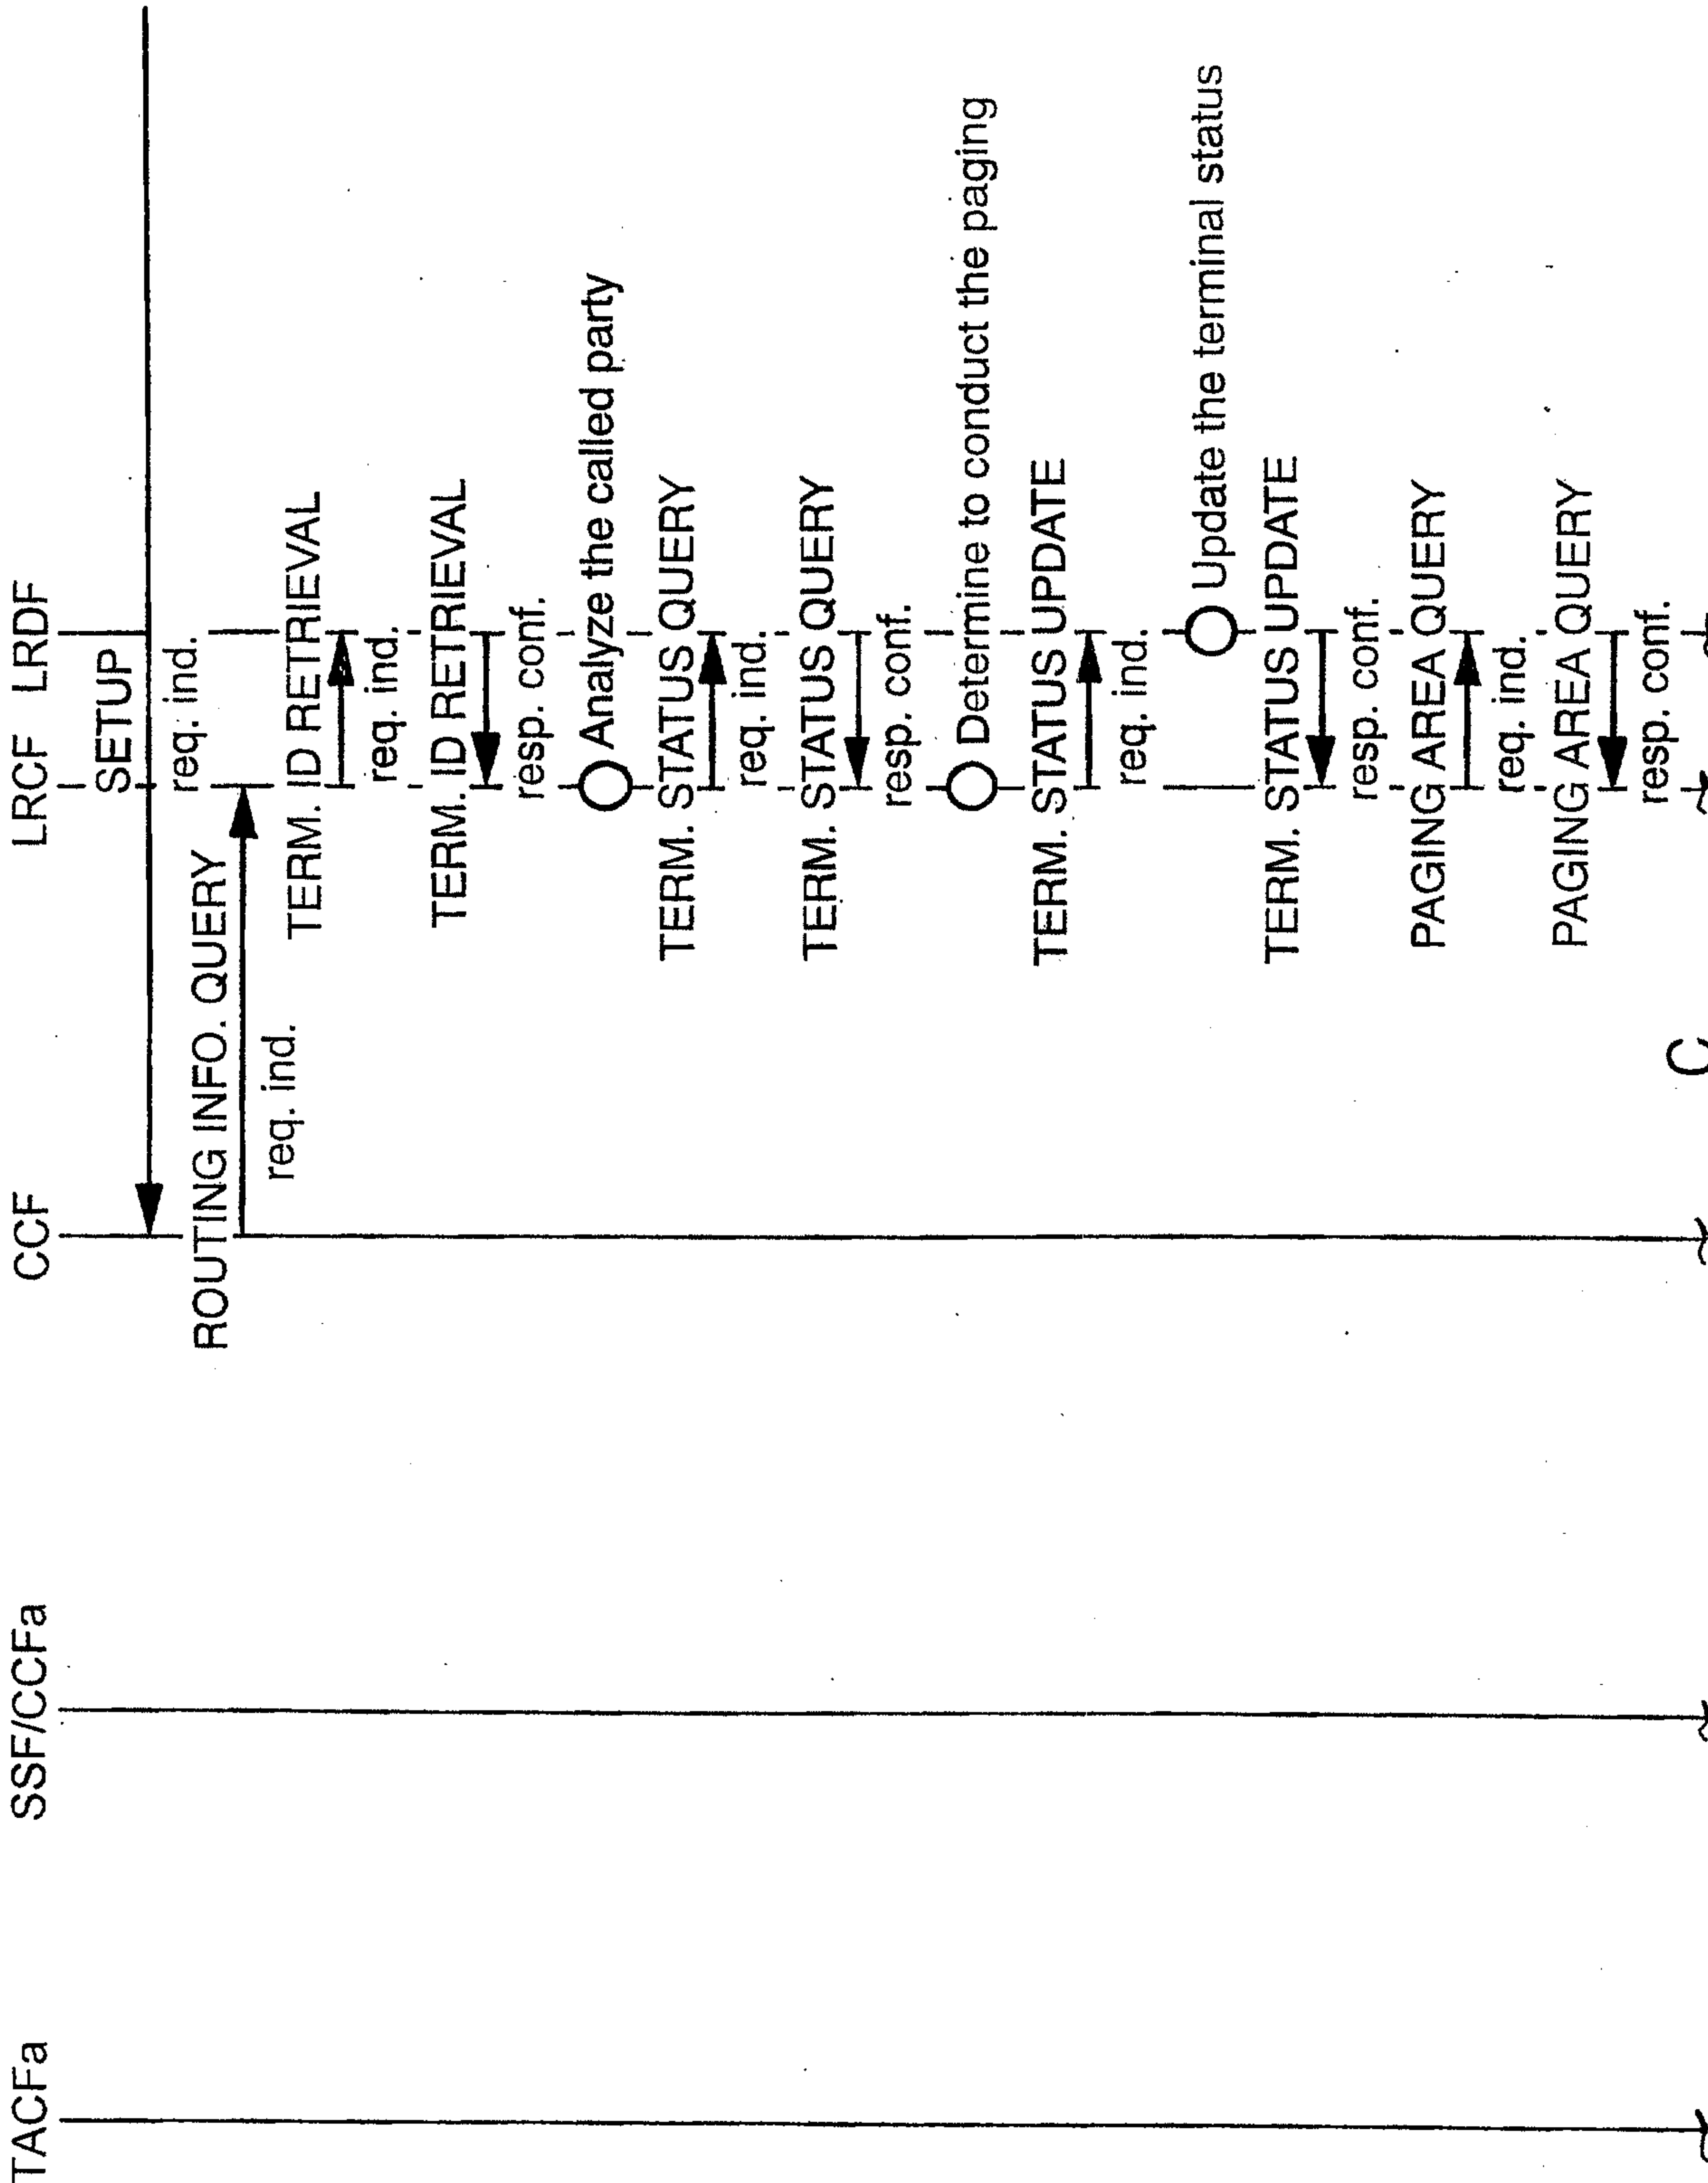 TACFa SSF/CCFa CCF LRCF LRDF
SETUP
req. ind.
ROUTING INFO. QUERY
req. ind.
TERM. ID RETRIEVAL
req. ind.
TERM. ID RETRIEVAL
resp. conf.
Analyze the called party
TERM. STATUS QUERY
req. ind.
TERM. STATUS QUERY
resp. conf.
Determine to conduct the paging
TERM. STATUS UPDATE
req. ind.
Update the terminal status
TERM. STATUS UPDATE
resp. conf.
PAGING AREA QUERY
req. ind.
PAGING AREA QUERY
resp. conf.
C